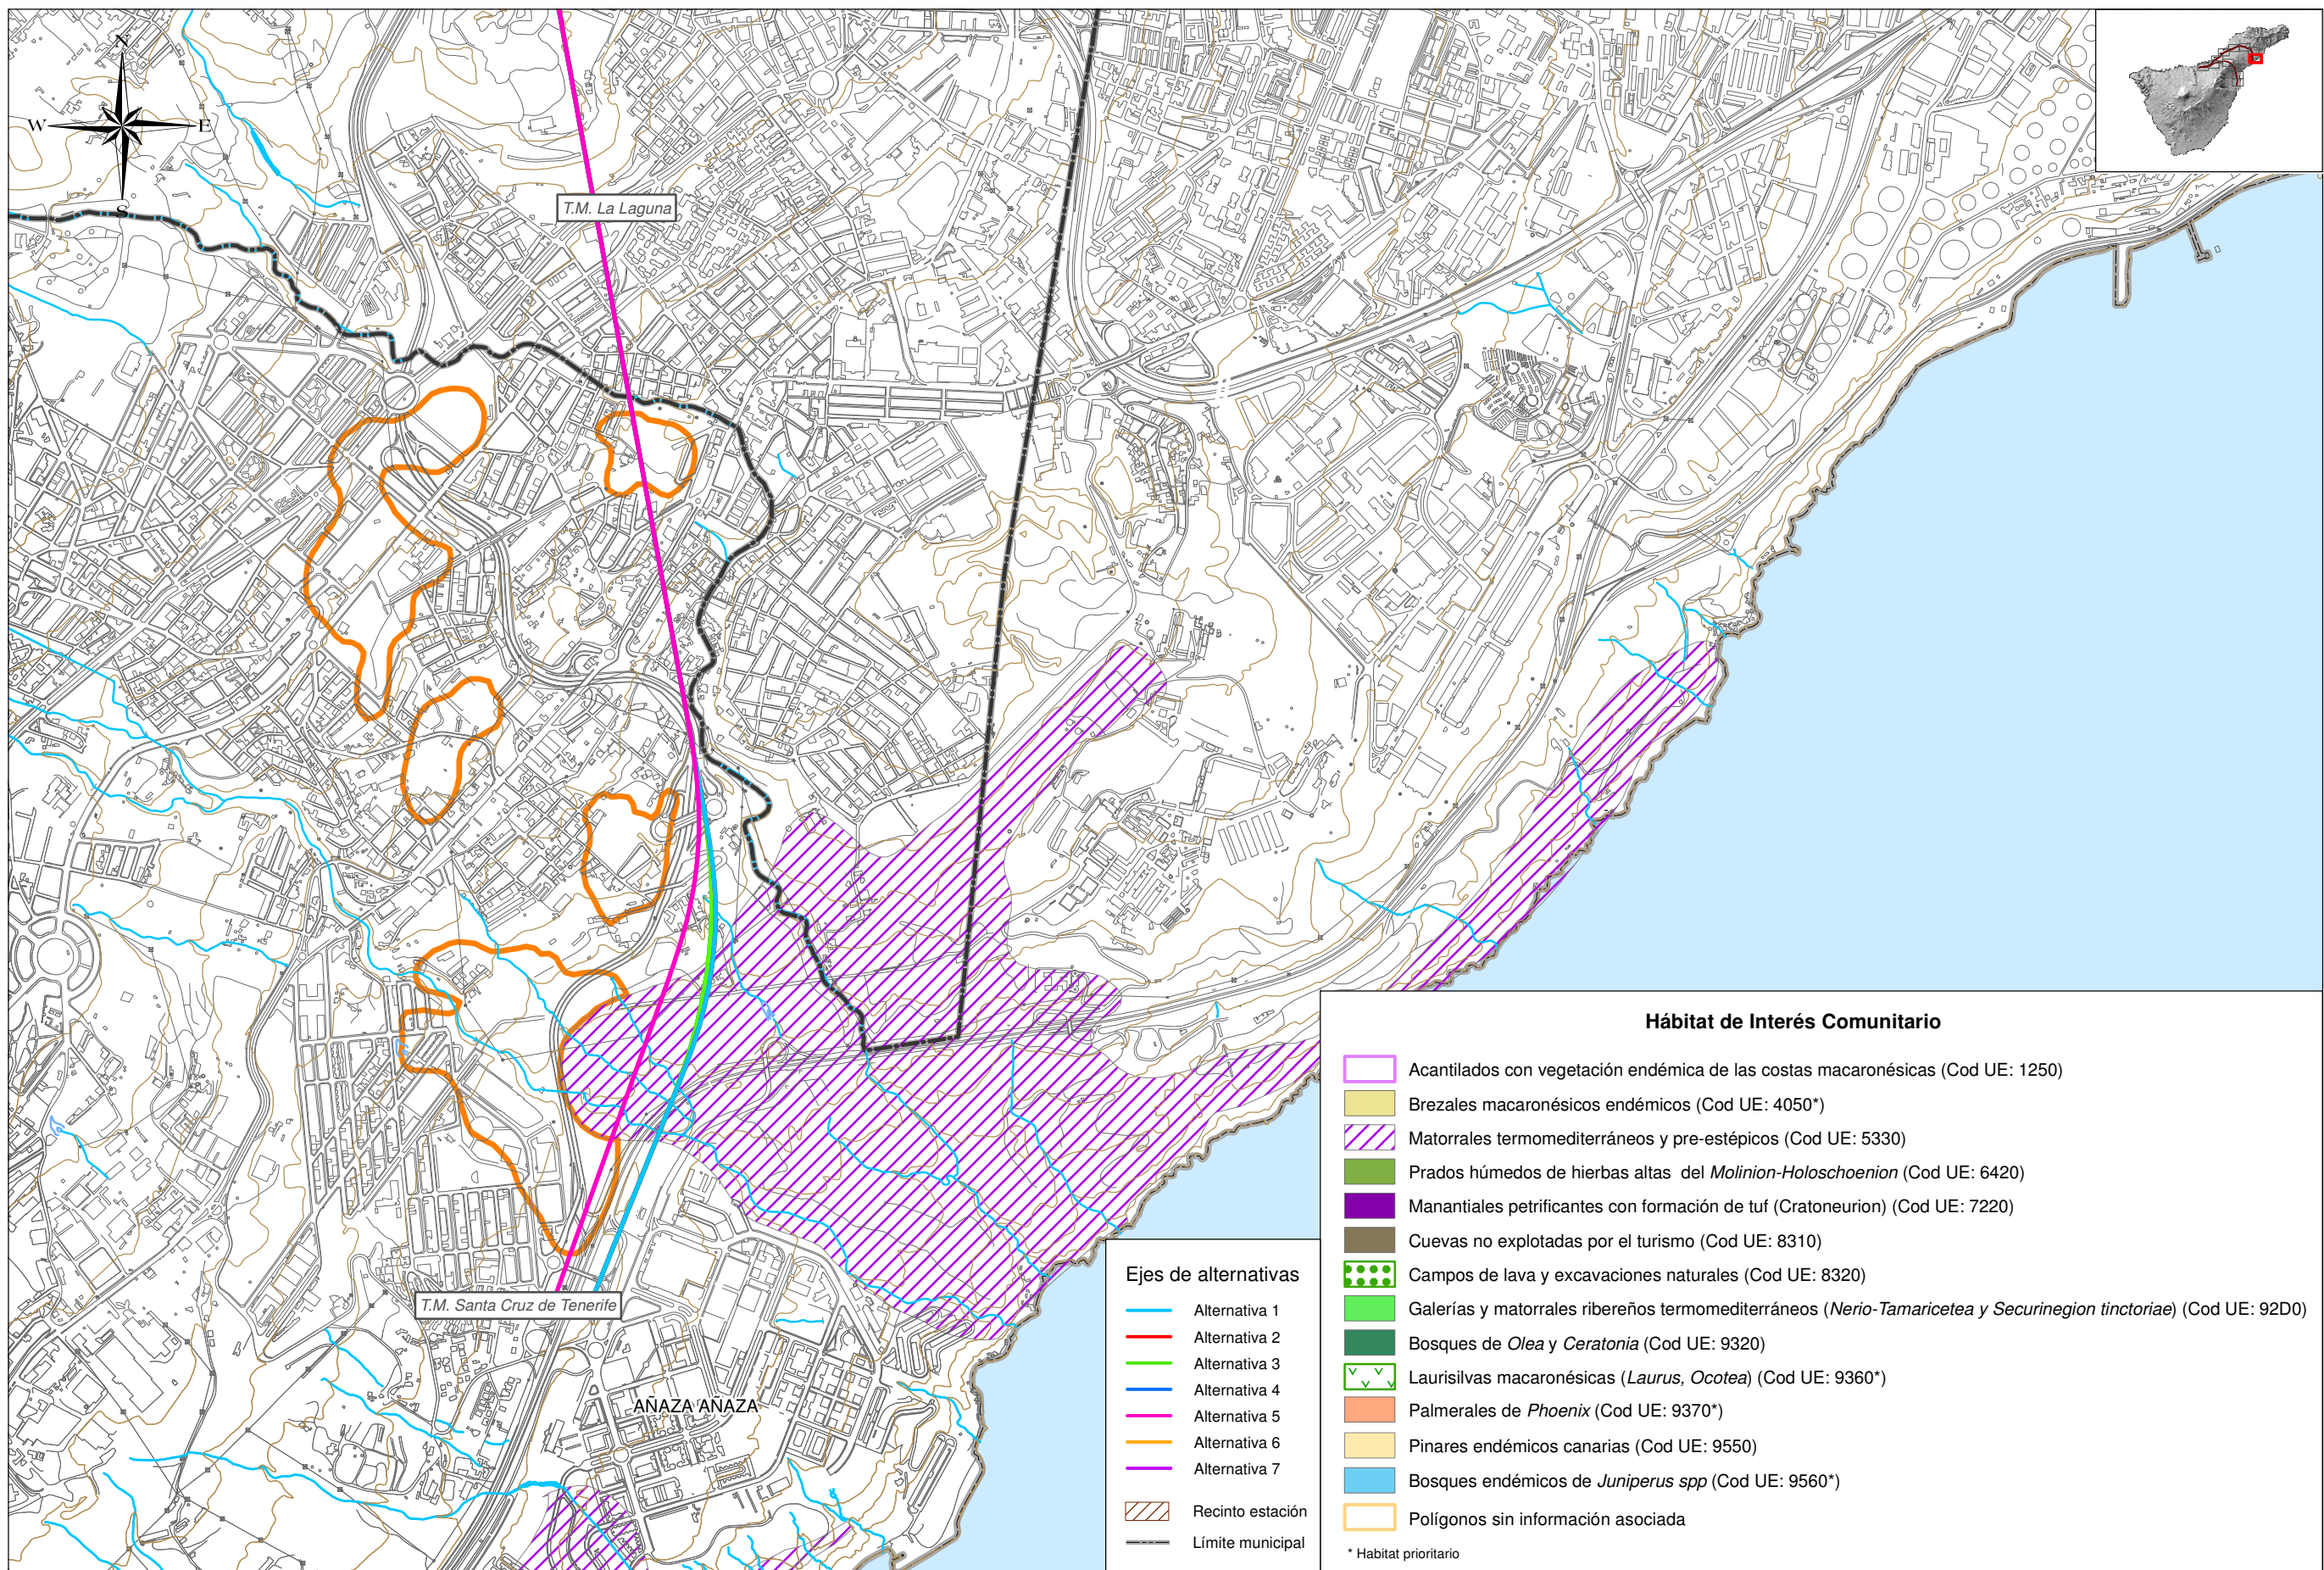 N
W
E
S
T.M. La Laguna
T.M. Santa Cruz de Tenerife
AÑAZA AÑAZA
Ejes de alternativas
Alternativa 1
Alternativa 2
Alternativa 3
Alternativa 4
Alternativa 5
Alternativa 6
Alternativa 7
Recinto estación
Límite municipal
Hábitat de Interés Comunitario
Acantilados con vegetación endémica de las costas macaronésicas (Cod UE: 1250)
Brezales macaronésicos endémicos (Cod UE: 4050*)
Matorrales termomediterráneos y pre-estépicos (Cod UE: 5330)
Prados húmedos de hierbas altas del Molinion-Holoschoenion (Cod UE: 6420)
Manantiales petrificantes con formación de tuf (Cratoneurion) (Cod UE: 7220)
Cuevas no explotadas por el turismo (Cod UE: 8310)
Campos de lava y excavaciones naturales (Cod UE: 8320)
Galerías y matorrales ribereños termomediterráneos (Nerio-Tamaricetea y Securinegion tinctoriae) (Cod UE: 92D0)
Bosques de Olea y Ceratonia (Cod UE: 9320)
Laurisilvas macaronésicas (Laurus, Ocotea) (Cod UE: 9360*)
Palmerales de Phoenix (Cod UE: 9370*)
Pinares endémicos canarias (Cod UE: 9550)
Bosques endémicos de Juniperus spp (Cod UE: 9560*)
Polígonos sin información asociada
* Habitat prioritario